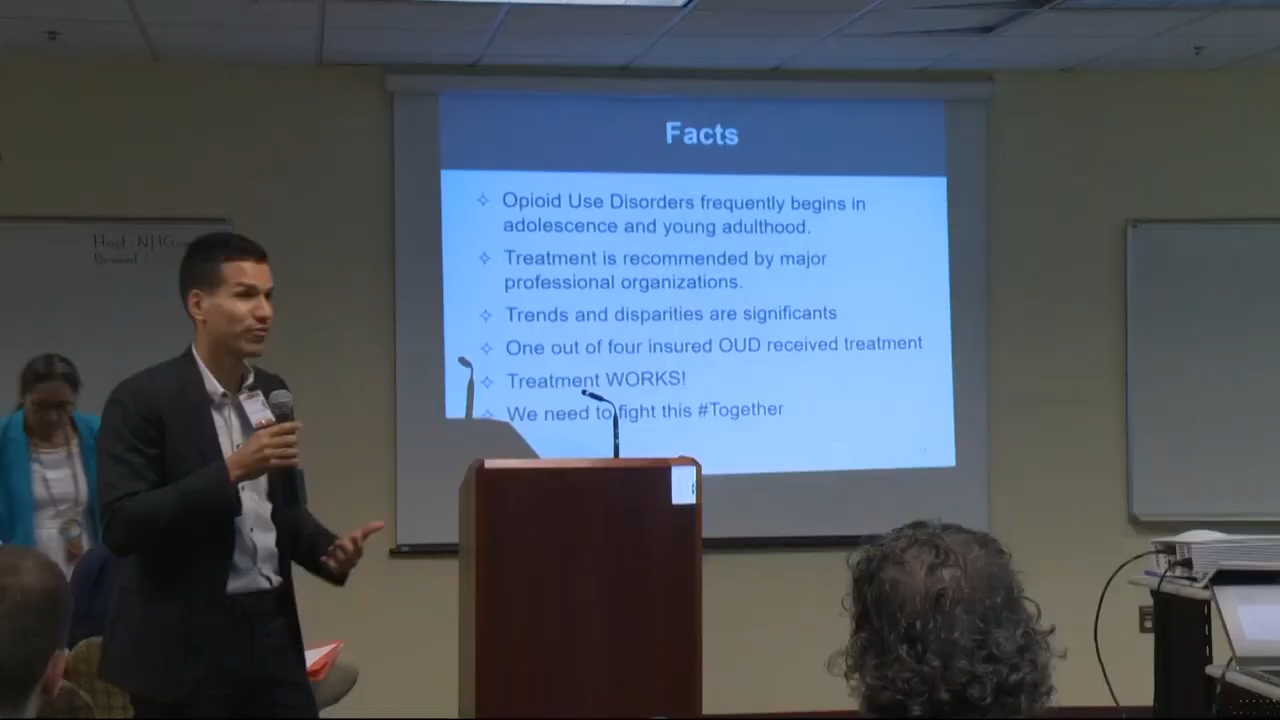 Facts
Opioid Use Disorders frequently begins in
adolescence and young adulthood.
Treatment is recommended by major
professional organizations.
Trends and disparities are significants
One out of four insured OUD received treatment
Treatment WORKS!
We need to fight this #Together